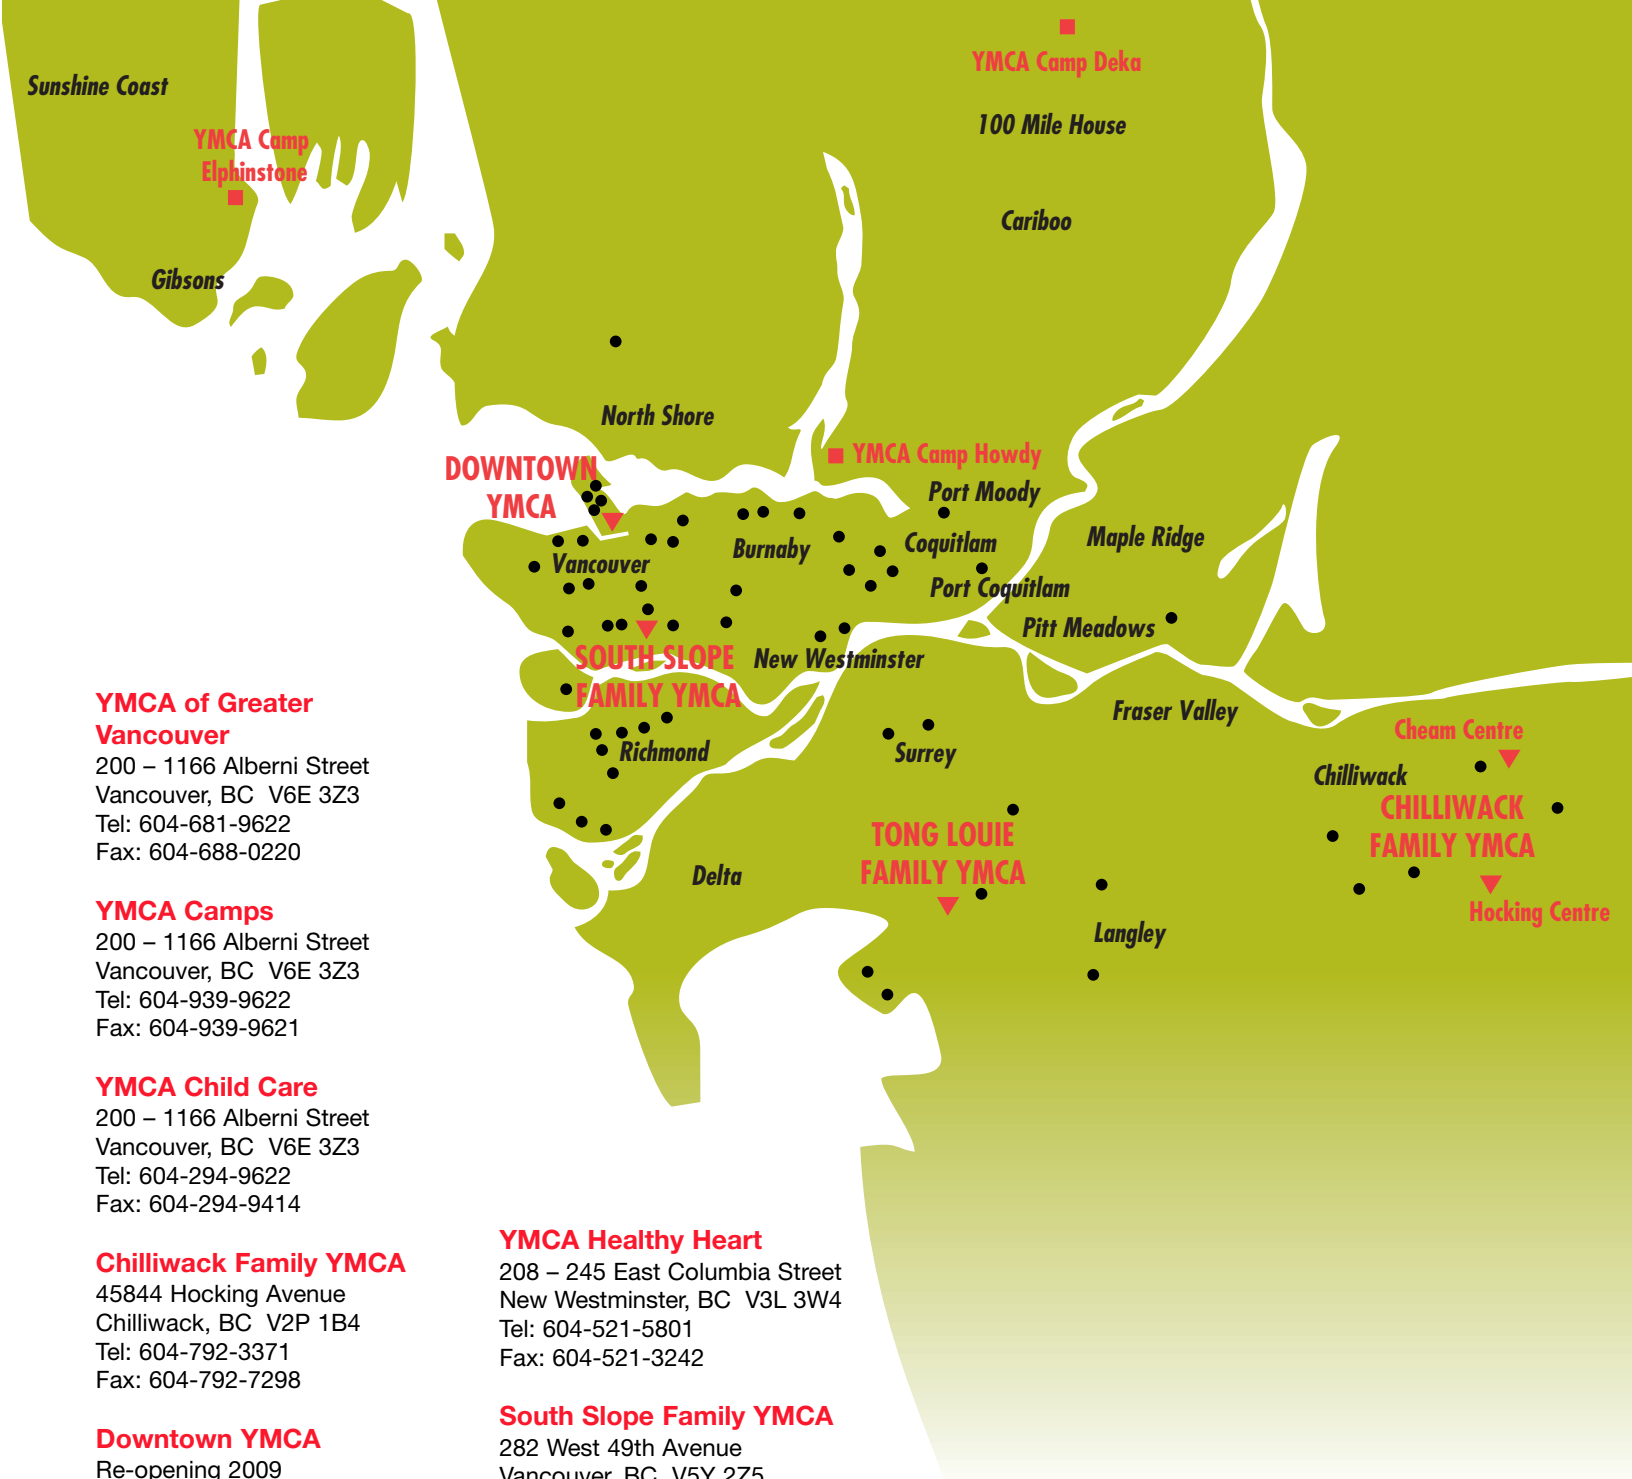 YMCA Camp Deka
Sunshine Coast
100 Mile House
YMCA Camp
Elphinstone
Cariboo
Gibsons
North Shore
YMCA Camp Howdy
DOWNTOWN
YMCA
Port Moody
Burnaby
Coquitlam
Maple Ridge
Vancouver
Port Coquitlam
Pitt Meadows
SOUTH SLOPE
FAMILY YMCA
New Westminster
Fraser Valley
Richmond
Surrey
Cheam Centre
Chilliwack
CHILLIWACK
FAMILY YMCA
TONG LOUIE
FAMILY YMCA
Delta
Hocking Centre
Langley
YMCA of Greater
Vancouver
200 – 1166 Alberni Street
Vancouver, BC V6E 3Z3
Tel: 604-681-9622
Fax: 604-688-0220
YMCA Camps
200 – 1166 Alberni Street
Vancouver, BC V6E 3Z3
Tel: 604-939-9622
Fax: 604-939-9621
YMCA Child Care
200 – 1166 Alberni Street
Vancouver, BC V6E 3Z3
Tel: 604-294-9622
Fax: 604-294-9414
Chilliwack Family YMCA
45844 Hocking Avenue
Chilliwack, BC V2P 1B4
Tel: 604-792-3371
Fax: 604-792-7298
Downtown YMCA
Re-opening 2009
YMCA Healthy Heart
208 – 245 East Columbia Street
New Westminster, BC V3L 3W4
Tel: 604-521-5801
Fax: 604-521-3242
South Slope Family YMCA
282 West 49th Avenue
Vancouver, BC V5Y 2Z5